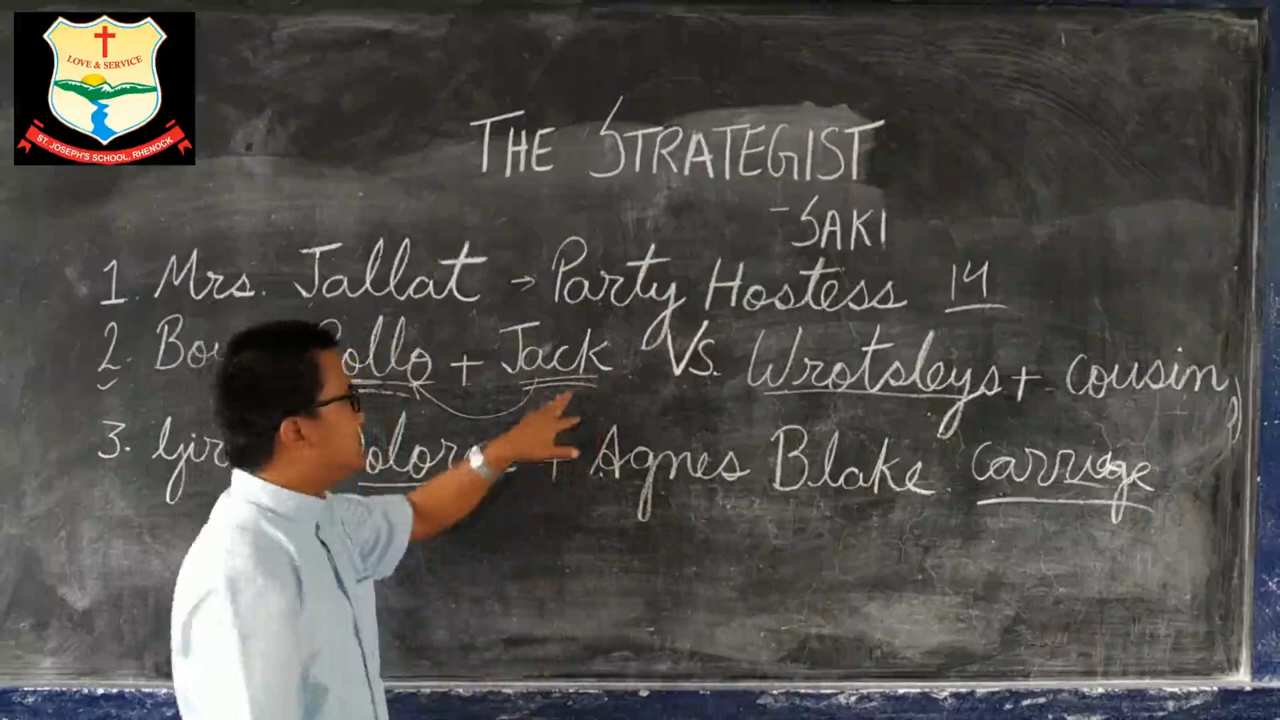 LOVE & SERVICE
ST. JOSEPH'S SCHOOL, RHENOCK
THE STRATEGIST
- SAKI
1. Mrs. Jallat → Party Hostess 14
2. + Jack Vs. Wrotsleys + cousin,
3. + Agnes Blake. carriage